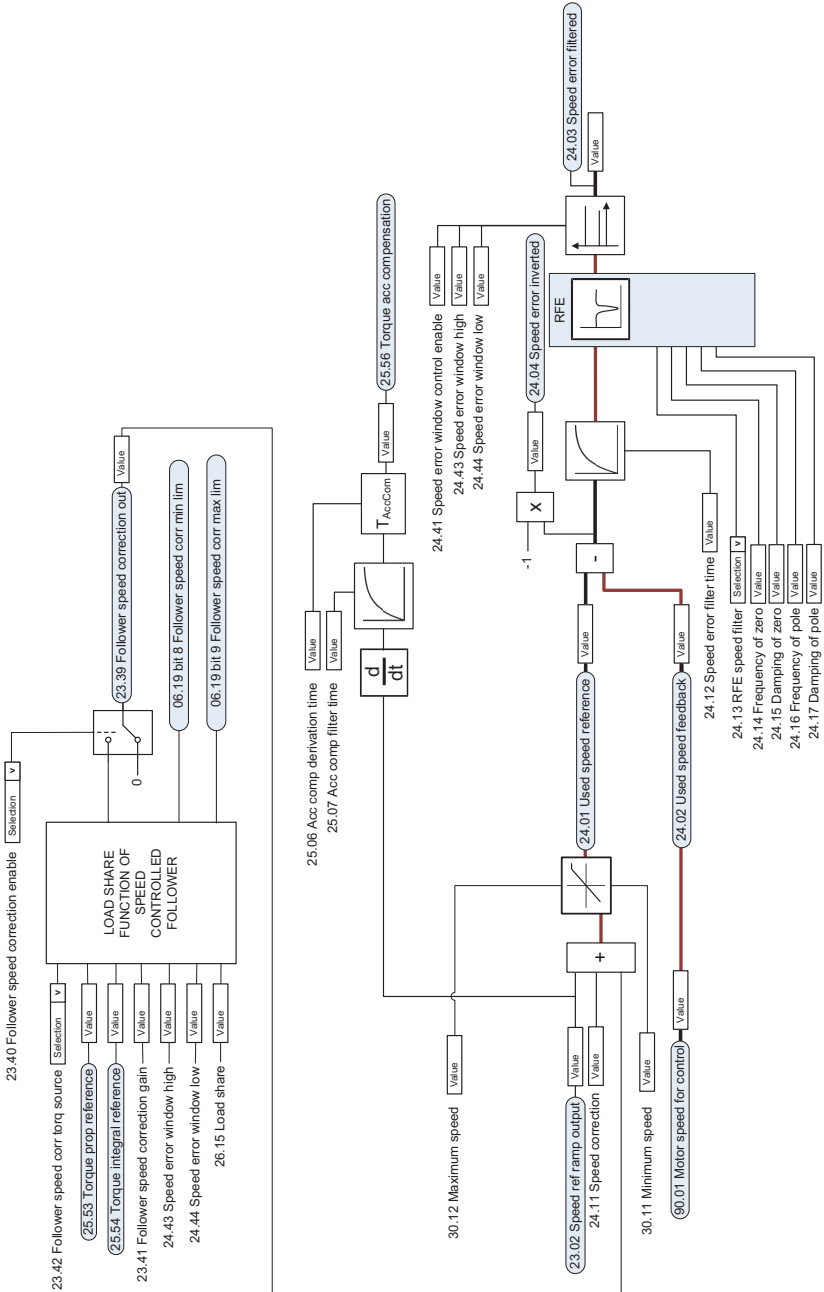 23.40 Follower speed correction enable
Selection v
23.42 Follower speed corr torq source
Selection v
25.53 Torque prop reference
Value
25.54 Torque integral reference
Value
23.41 Follower speed correction gain
Value
24.43 Speed error window high
Value
24.44 Speed error window low
Value
26.15 Load share
Value
LOAD SHARE
FUNCTION OF
SPEED
CONTROLLED
FOLLOWER
0
23.39 Follower speed correction out
Value
06.19 bit 8 Follower speed corr min lim
06.19 bit 9 Follower speed corr max lim
25.06 Acc comp derivation time
Value
25.07 Acc comp filter time
Value
d
dt
TAccCom
Value
25.56 Torque acc compensation
30.12 Maximum speed
Value
23.02 Speed ref ramp output
Value
24.11 Speed correction
Value
30.11 Minimum speed
Value
90.01 Motor speed for control
Value
+
24.01 Used speed reference
Value
24.02 Used speed feedback
Value
-
-1
X
Value
24.04 Speed error inverted
24.41 Speed error window control enable
Value
24.43 Speed error window high
Value
24.44 Speed error window low
Value
RFE
24.03 Speed error filtered
Value
24.12 Speed error filter time
Value
24.13 RFE speed filter
Selection v
24.14 Frequency of zero
Value
24.15 Damping of zero
Value
24.16 Frequency of pole
Value
24.17 Damping of pole
Value